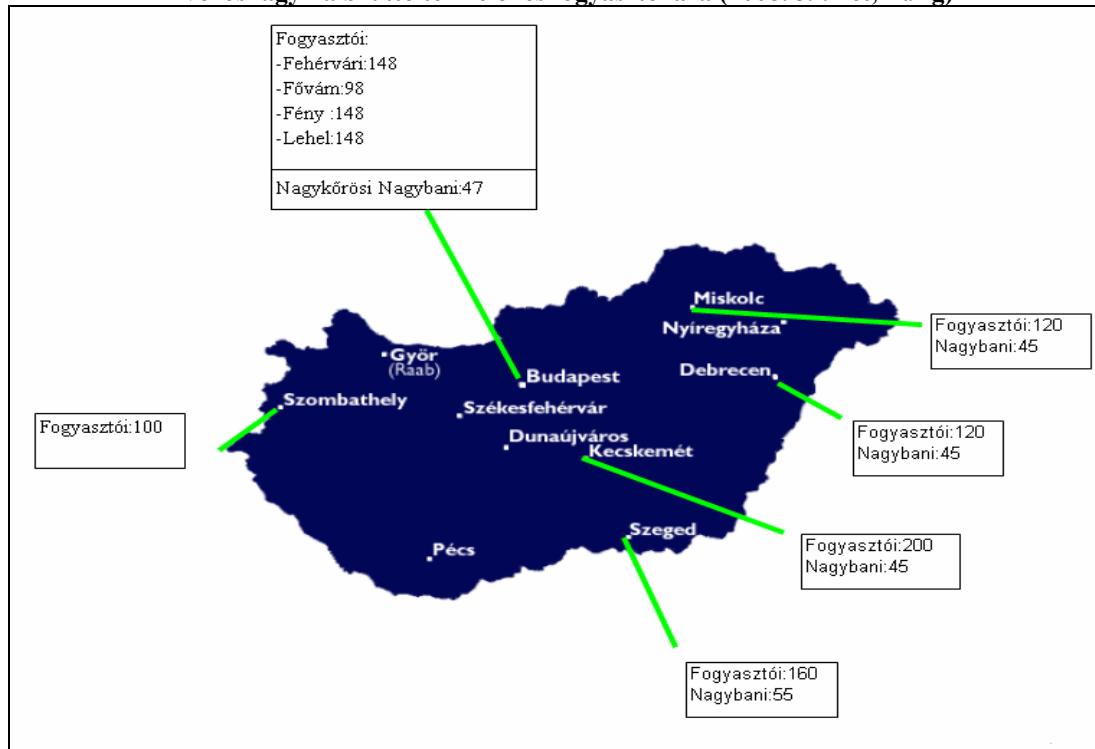 Fogyasztói:
-Fehérvári:148
-Fővám:98
-Fény :148
-Lehel:148
Nagykőrösi Nagybani:47
Miskolc
Nyíregyháza
Fogyasztói:120
Nagybani:45
Györ
(Raab)
Budapest
Debrecen
Szombathely
Székesfehérvár
Fogyasztói:100
Dunaújváros
Kecskemét
Fogyasztói:120
Nagybani:45
Szeged
Pécs
Fogyasztói:200
Nagybani:45
Fogyasztói:160
Nagybani:55